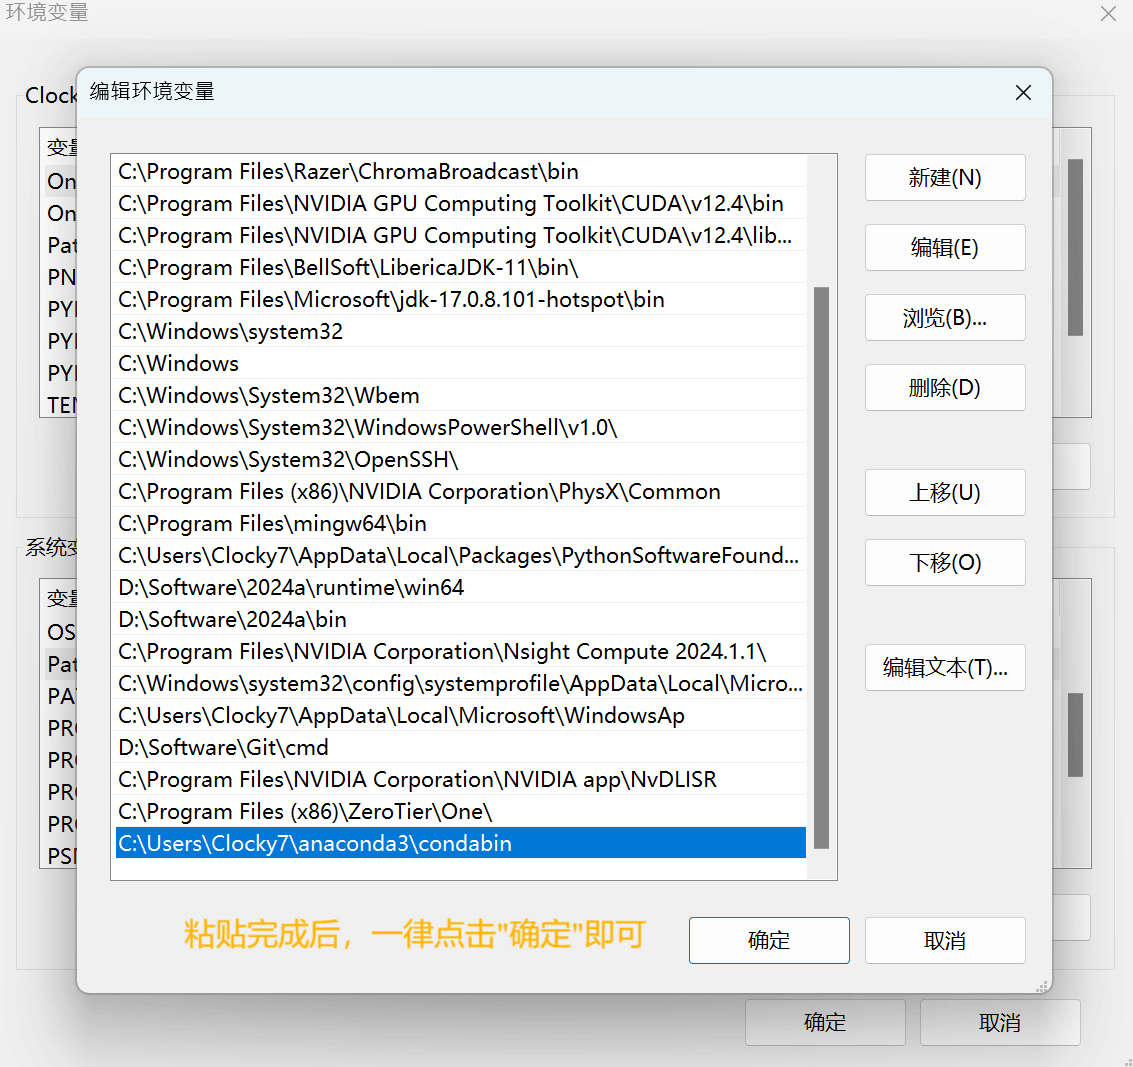 环境变量
编辑环境变量
Clock
变量
On
On
Pat
PN
PYI
PYI
PYI
TEM
C:\Program Files\Razer\ChromaBroadcast\bin
C:\Program Files\NVIDIA GPU Computing Toolkit\CUDA\v12.4\bin
C:\Program Files\NVIDIA GPU Computing Toolkit\CUDA\v12.4\lib...
C:\Program Files\BellSoft\LibericaJDK-11\bin\
C:\Program Files\Microsoft\jdk-17.0.8.101-hotspot\bin
C:\Windows\system32
C:\Windows
C:\Windows\System32\Wbem
C:\Windows\System32\WindowsPowerShell\v1.0\
C:\Windows\System32\OpenSSH\
C:\Program Files (x86)\NVIDIA Corporation\PhysX\Common
C:\Program Files\mingw64\bin
C:\Users\Clocky7\AppData\Local\Packages\PythonSoftwareFound...
D:\Software\2024a\runtime\win64
D:\Software\2024a\bin
C:\Program Files\NVIDIA Corporation\Nsight Compute 2024.1.1\
C:\Windows\system32\config\systemprofile\AppData\Local\Micro...
C:\Users\Clocky7\AppData\Local\Microsoft\WindowsAp
D:\Software\Git\cmd
C:\Program Files\NVIDIA Corporation\NVIDIA app\NvDLISR
C:\Program Files (x86)\ZeroTier\One\
C:\Users\Clocky7\anaconda3\condabin
新建(N)
编辑(E)
浏览(B)...
删除(D)
上移(U)
下移(O)
编辑文本(T)...
系统变
变量
OS
Pat
PA
PRO
PRO
PRO
PRO
PSM
粘贴完成后，一律点击"确定"即可
确定
取消
确定
取消